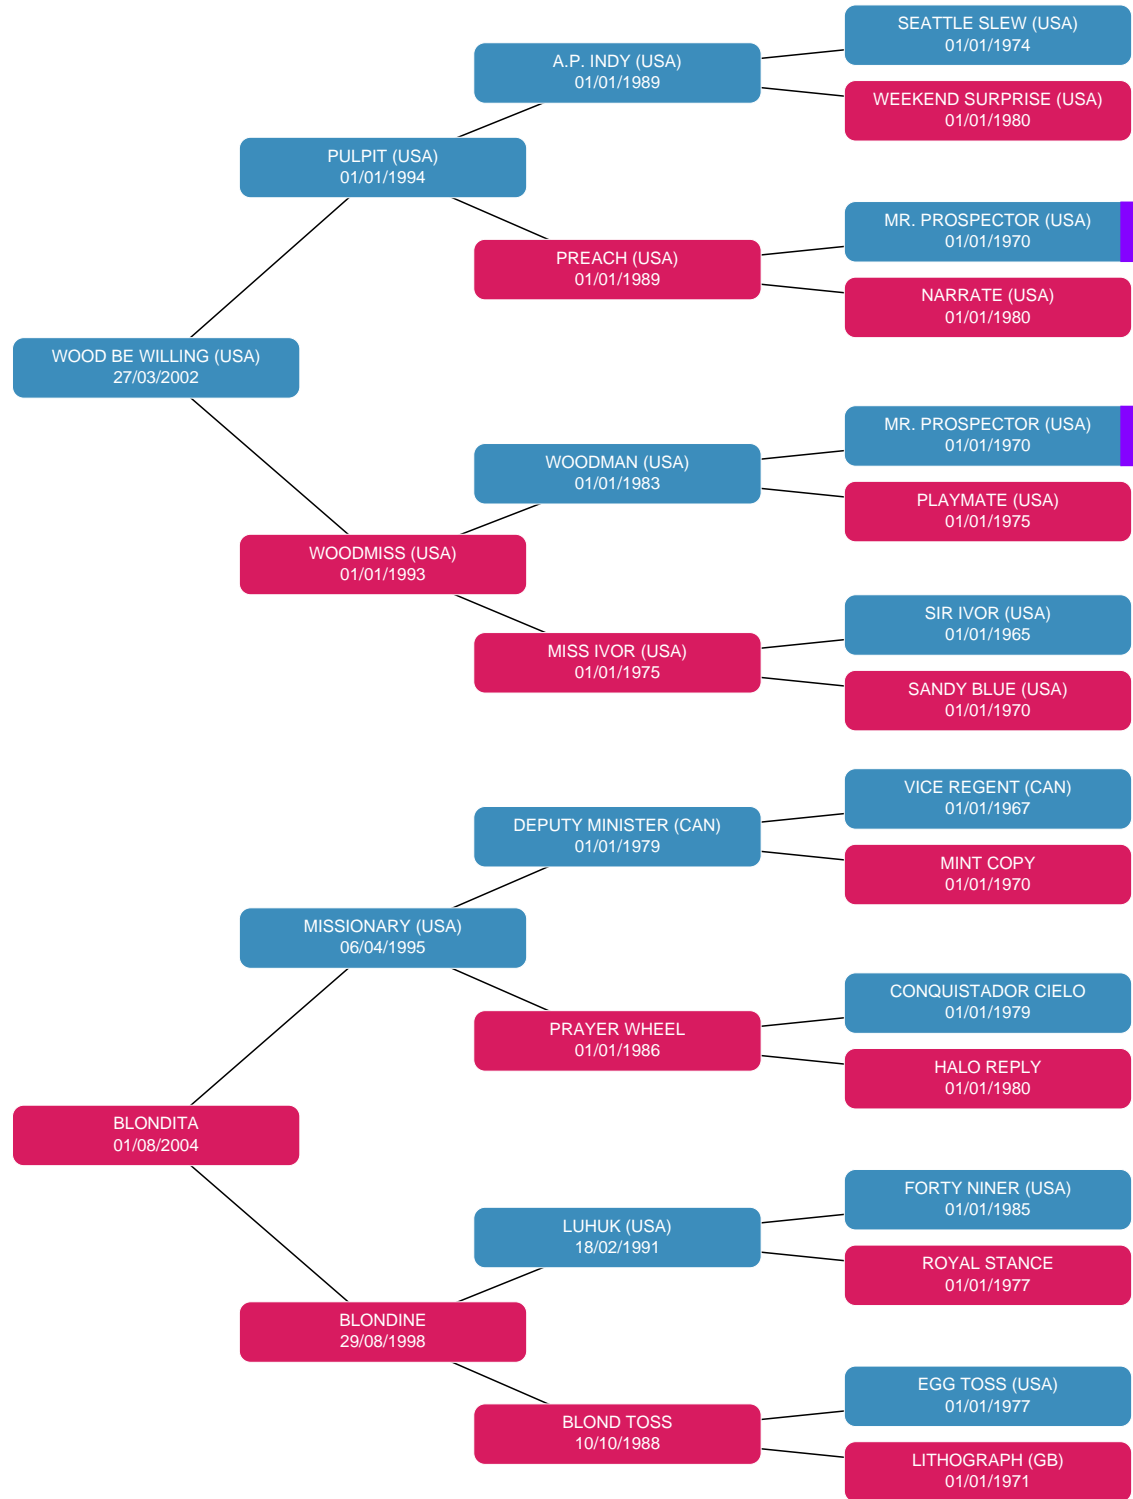 SEATTLE SLEW (USA)
01/01/1974
A.P. INDY (USA)
01/01/1989
WEEKEND SURPRISE (USA)
01/01/1980
PULPIT (USA)
01/01/1994
MR. PROSPECTOR (USA)
01/01/1970
PREACH (USA)
01/01/1989
NARRATE (USA)
01/01/1980
WOOD BE WILLING (USA)
27/03/2002
MR. PROSPECTOR (USA)
01/01/1970
WOODMAN (USA)
01/01/1983
PLAYMATE (USA)
01/01/1975
WOODMISS (USA)
01/01/1993
SIR IVOR (USA)
01/01/1965
MISS IVOR (USA)
01/01/1975
SANDY BLUE (USA)
01/01/1970
VICE REGENT (CAN)
01/01/1967
DEPUTY MINISTER (CAN)
01/01/1979
MINT COPY
01/01/1970
MISSIONARY (USA)
06/04/1995
CONQUISTADOR CIELO
01/01/1979
PRAYER WHEEL
01/01/1986
HALO REPLY
01/01/1980
BLONDITA
01/08/2004
FORTY NINER (USA)
01/01/1985
LUHUK (USA)
18/02/1991
ROYAL STANCE
01/01/1977
BLONDINE
29/08/1998
EGG TOSS (USA)
01/01/1977
BLOND TOSS
10/10/1988
LITHOGRAPH (GB)
01/01/1971